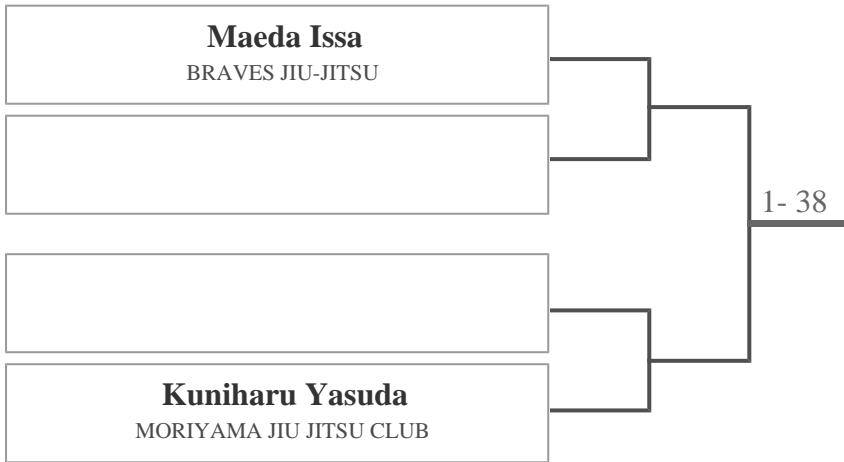 Maeda Issa
BRAVES JIU-JITSU
1- 38
Kuniharu Yasuda
MORIYAMA JIU JITSU CLUB